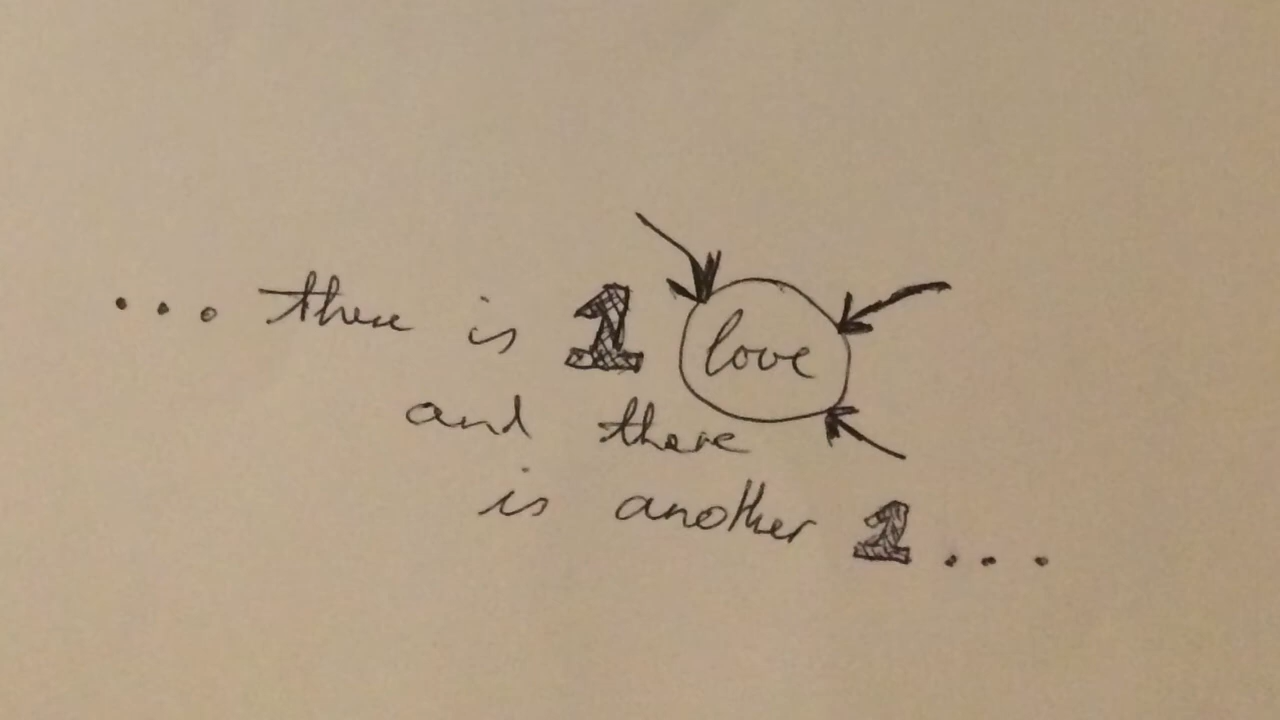 ... there is 1 love
and there
is another 1...